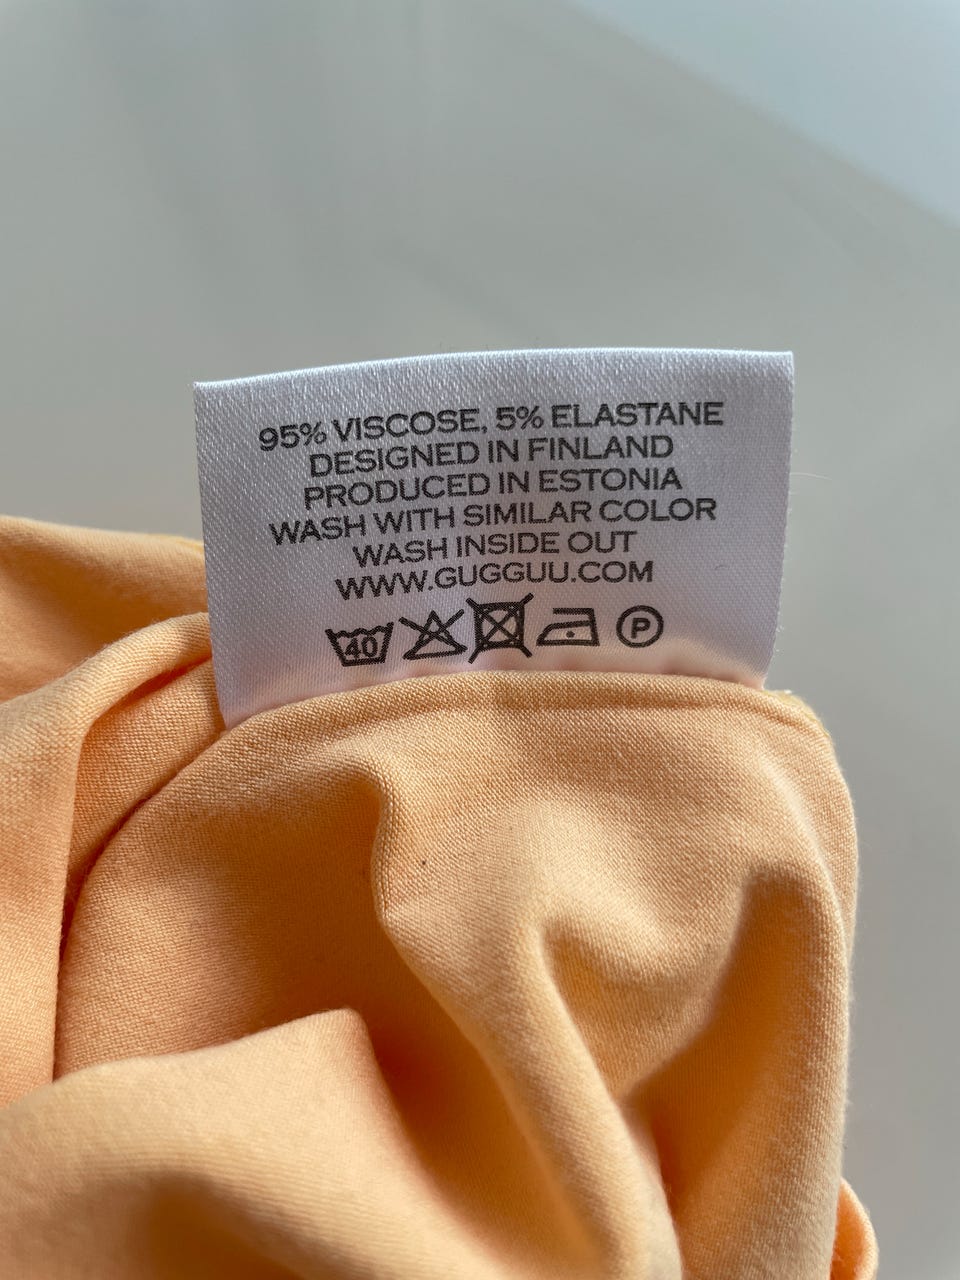 95% VISCOSE, 5% ELASTANE
DESIGNED IN FINLAND
PRODUCED IN ESTONIA
WASH WITH SIMILAR COLOR
WASH INSIDE OUT
WWW.GUGGUU.COM
40 P